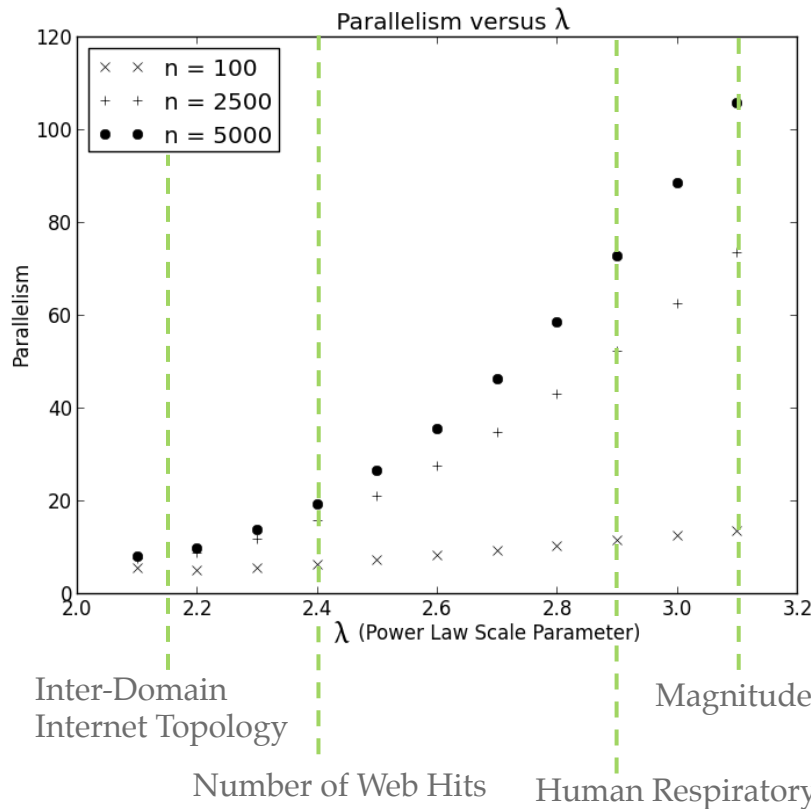 Parallelism versus λ
120
100
80
60
40
20
0
n = 100
n = 2500
n = 5000
Parallelism
2.0 2.2 2.4 2.6 2.8 3.0 3.2
λ (Power Law Scale Parameter)
Inter-Domain
Internet Topology
Magnitude
Number of Web Hits
Human Respiratory